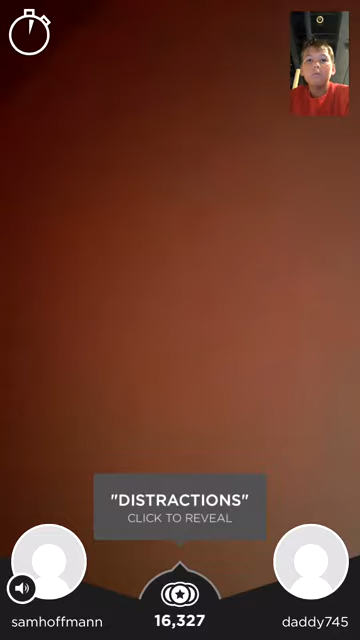 "DISTRACTIONS"
CLICK TO REVEAL
samhoffmann
16,327
daddy745